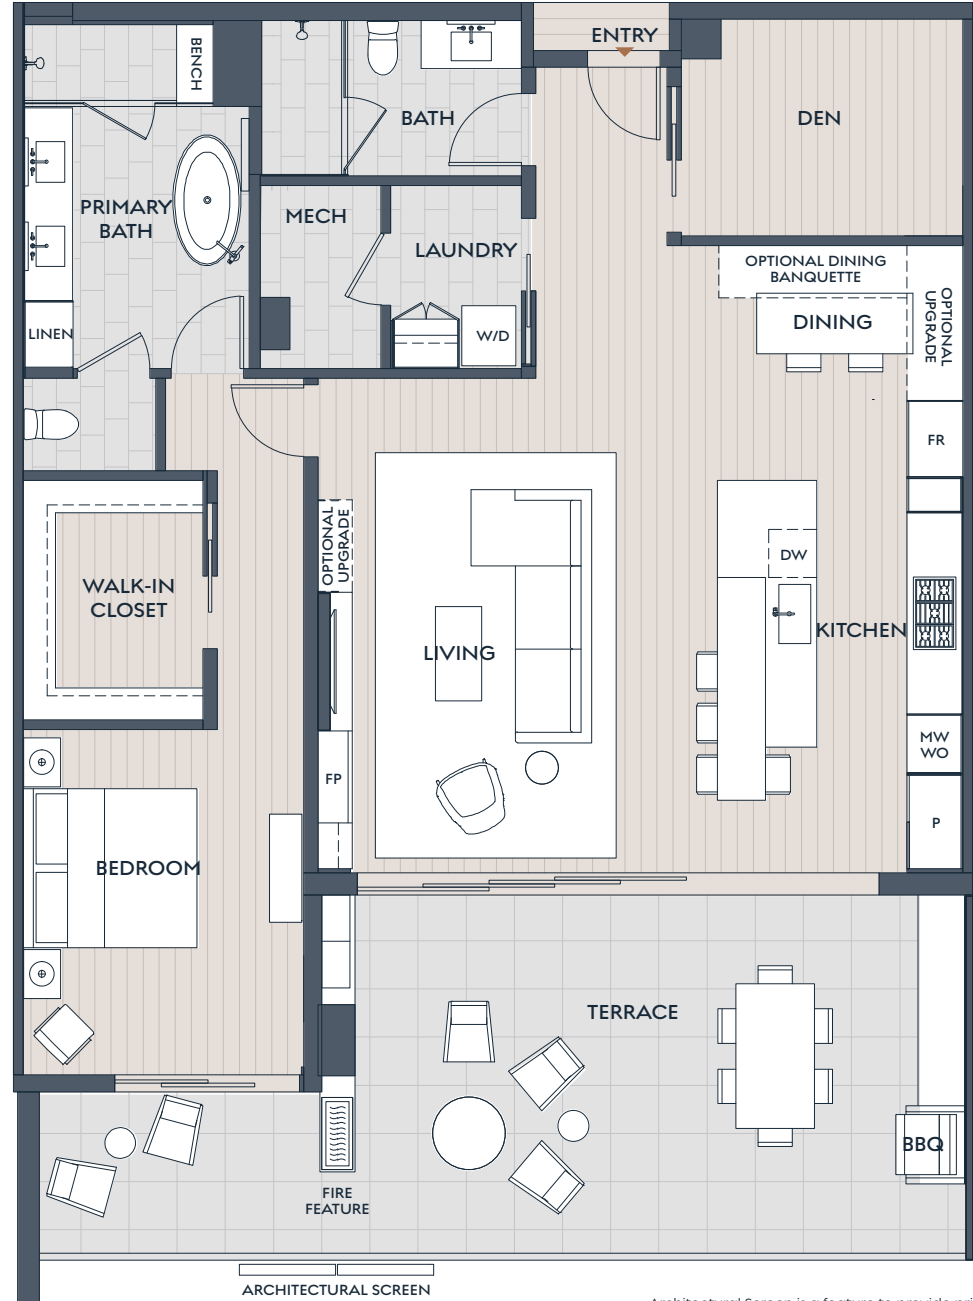 ENTRY
BENCH
BATH
DEN
PRIMARY
BATH
MECH
LAUNDRY
OPTIONAL DINING
BANQUETTE
OPTIONAL
UPGRADE
DINING
LINEN
W/D
FR
OPTIONAL
UPGRADE
DW
WALK-IN
CLOSET
KITCHEN
LIVING
MW
WO
FP
P
BEDROOM
TERRACE
BBQ
FIRE
FEATURE
ARCHITECTURAL SCREEN